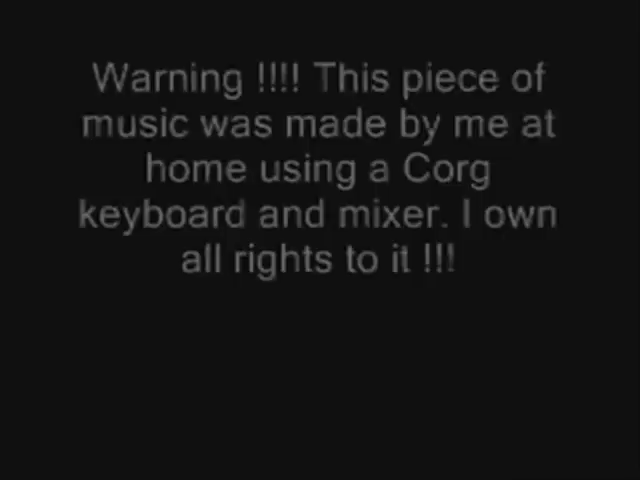 Warning !!!! This piece of
music was made by me at
home using a Corg
keyboard and mixer. I own
all rights to it !!!